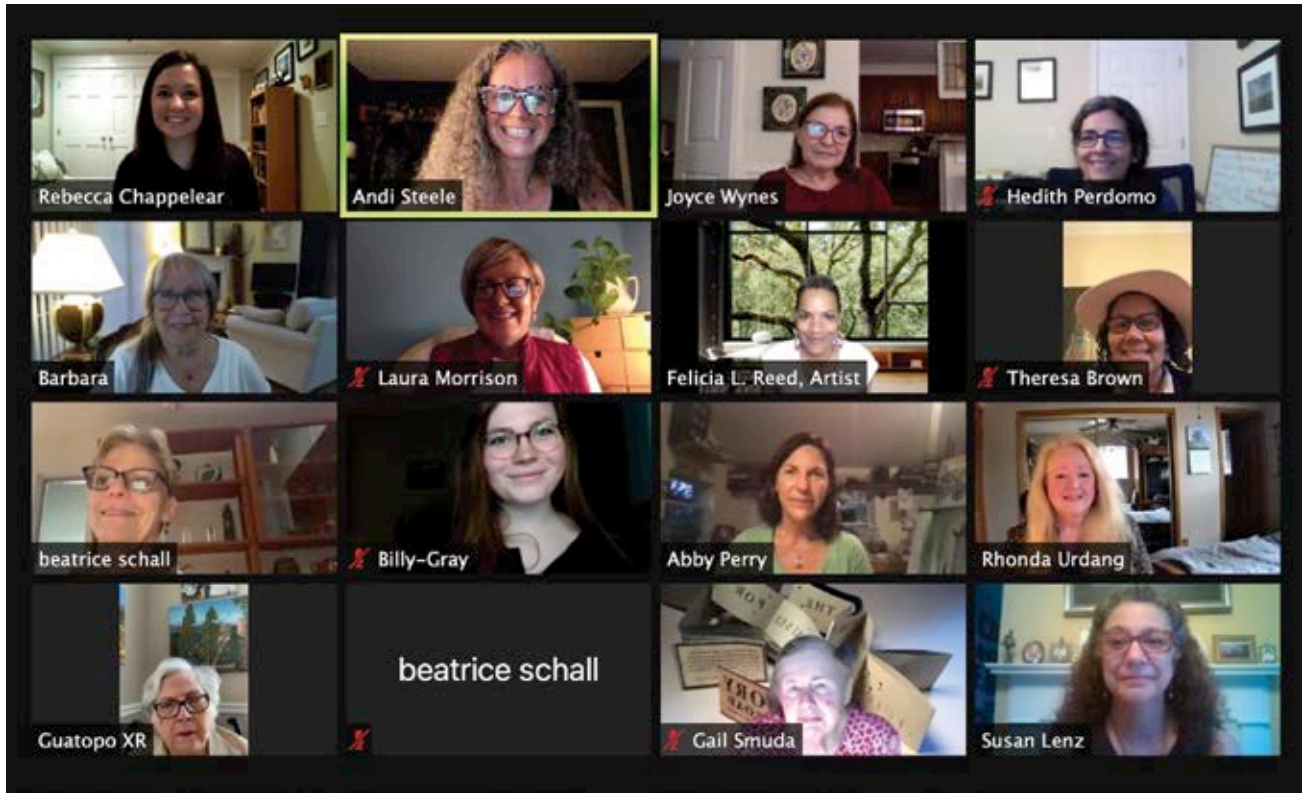 Rebecca Chappelear
Andi Steele
Joyce Wynes
Hedith Perdomo
Barbara
Laura Morrison
Felicia L. Reed, Artist
Theresa Brown
beatrice schall
Billy-Gray
Abby Perry
Rhonda Urdang
Guatopo XR
beatrice schall
Gail Smuda
Susan Lenz